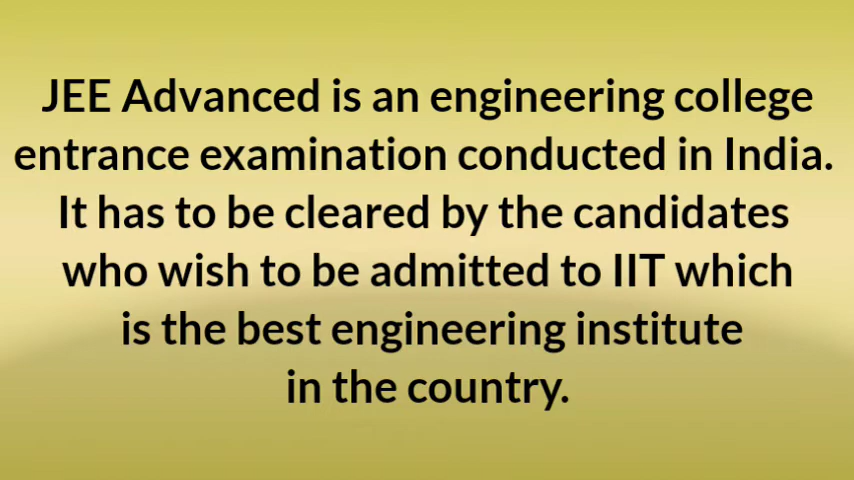 JEE Advanced is an engineering college
entrance examination conducted in India.
It has to be cleared by the candidates
who wish to be admitted to IIT which
is the best engineering institute
in the country.